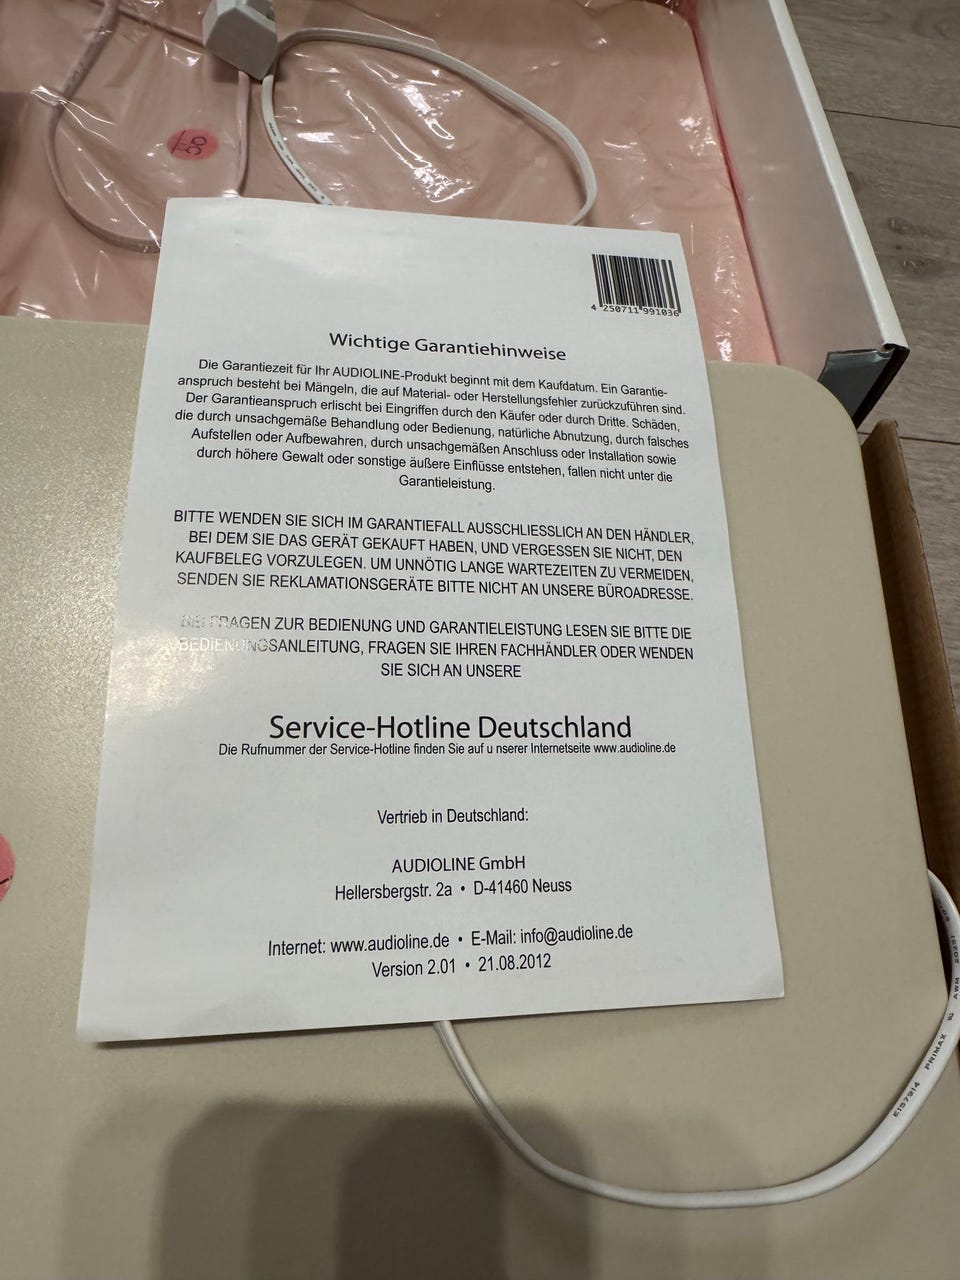 4 250711 991036
Wichtige Garantiehinweise
Die Garantiezeit für Ihr AUDIOLINE-Produkt beginnt mit dem Kaufdatum. Ein Garantie-
anspruch besteht bei Mängeln, die auf Material- oder Herstellungsfehler zurückzuführen sind.
Der Garantieanspruch erlischt bei Eingriffen durch den Käufer oder durch Dritte. Schäden,
die durch unsachgemäße Behandlung oder Bedienung, natürliche Abnutzung, durch falsches
Aufstellen oder Aufbewahren, durch unsachgemäßen Anschluss oder Installation sowie
durch höhere Gewalt oder sonstige äußere Einflüsse entstehen, fallen nicht unter die
Garantieleistung.
BITTE WENDEN SIE SICH IM GARANTIEFALL AUSSCHLIESSLICH AN DEN HÄNDLER,
BEI DEM SIE DAS GERÄT GEKAUFT HABEN, UND VERGESSEN SIE NICHT, DEN
KAUFBELEG VORZULEGEN. UM UNNÖTIG LANGE WARTEZEITEN ZU VERMEIDEN,
SENDEN SIE REKLAMATIONSGERÄTE BITTE NICHT AN UNSERE BÜROADRESSE.
BEI FRAGEN ZUR BEDIENUNG UND GARANTIELEISTUNG LESEN SIE BITTE DIE
BEDIENUNGSANLEITUNG, FRAGEN SIE IHREN FACHHÄNDLER ODER WENDEN
SIE SICH AN UNSERE
Service-Hotline Deutschland
Die Rufnummer der Service-Hotline finden Sie auf u nserer Internetseite www.audioline.de
Vertrieb in Deutschland:
AUDIOLINE GmbH
Hellersbergstr. 2a • D-41460 Neuss
Internet: www.audioline.de • E-Mail: info@audioline.de
Version 2.01 • 21.08.2012
E157914 PRIMAX AWM